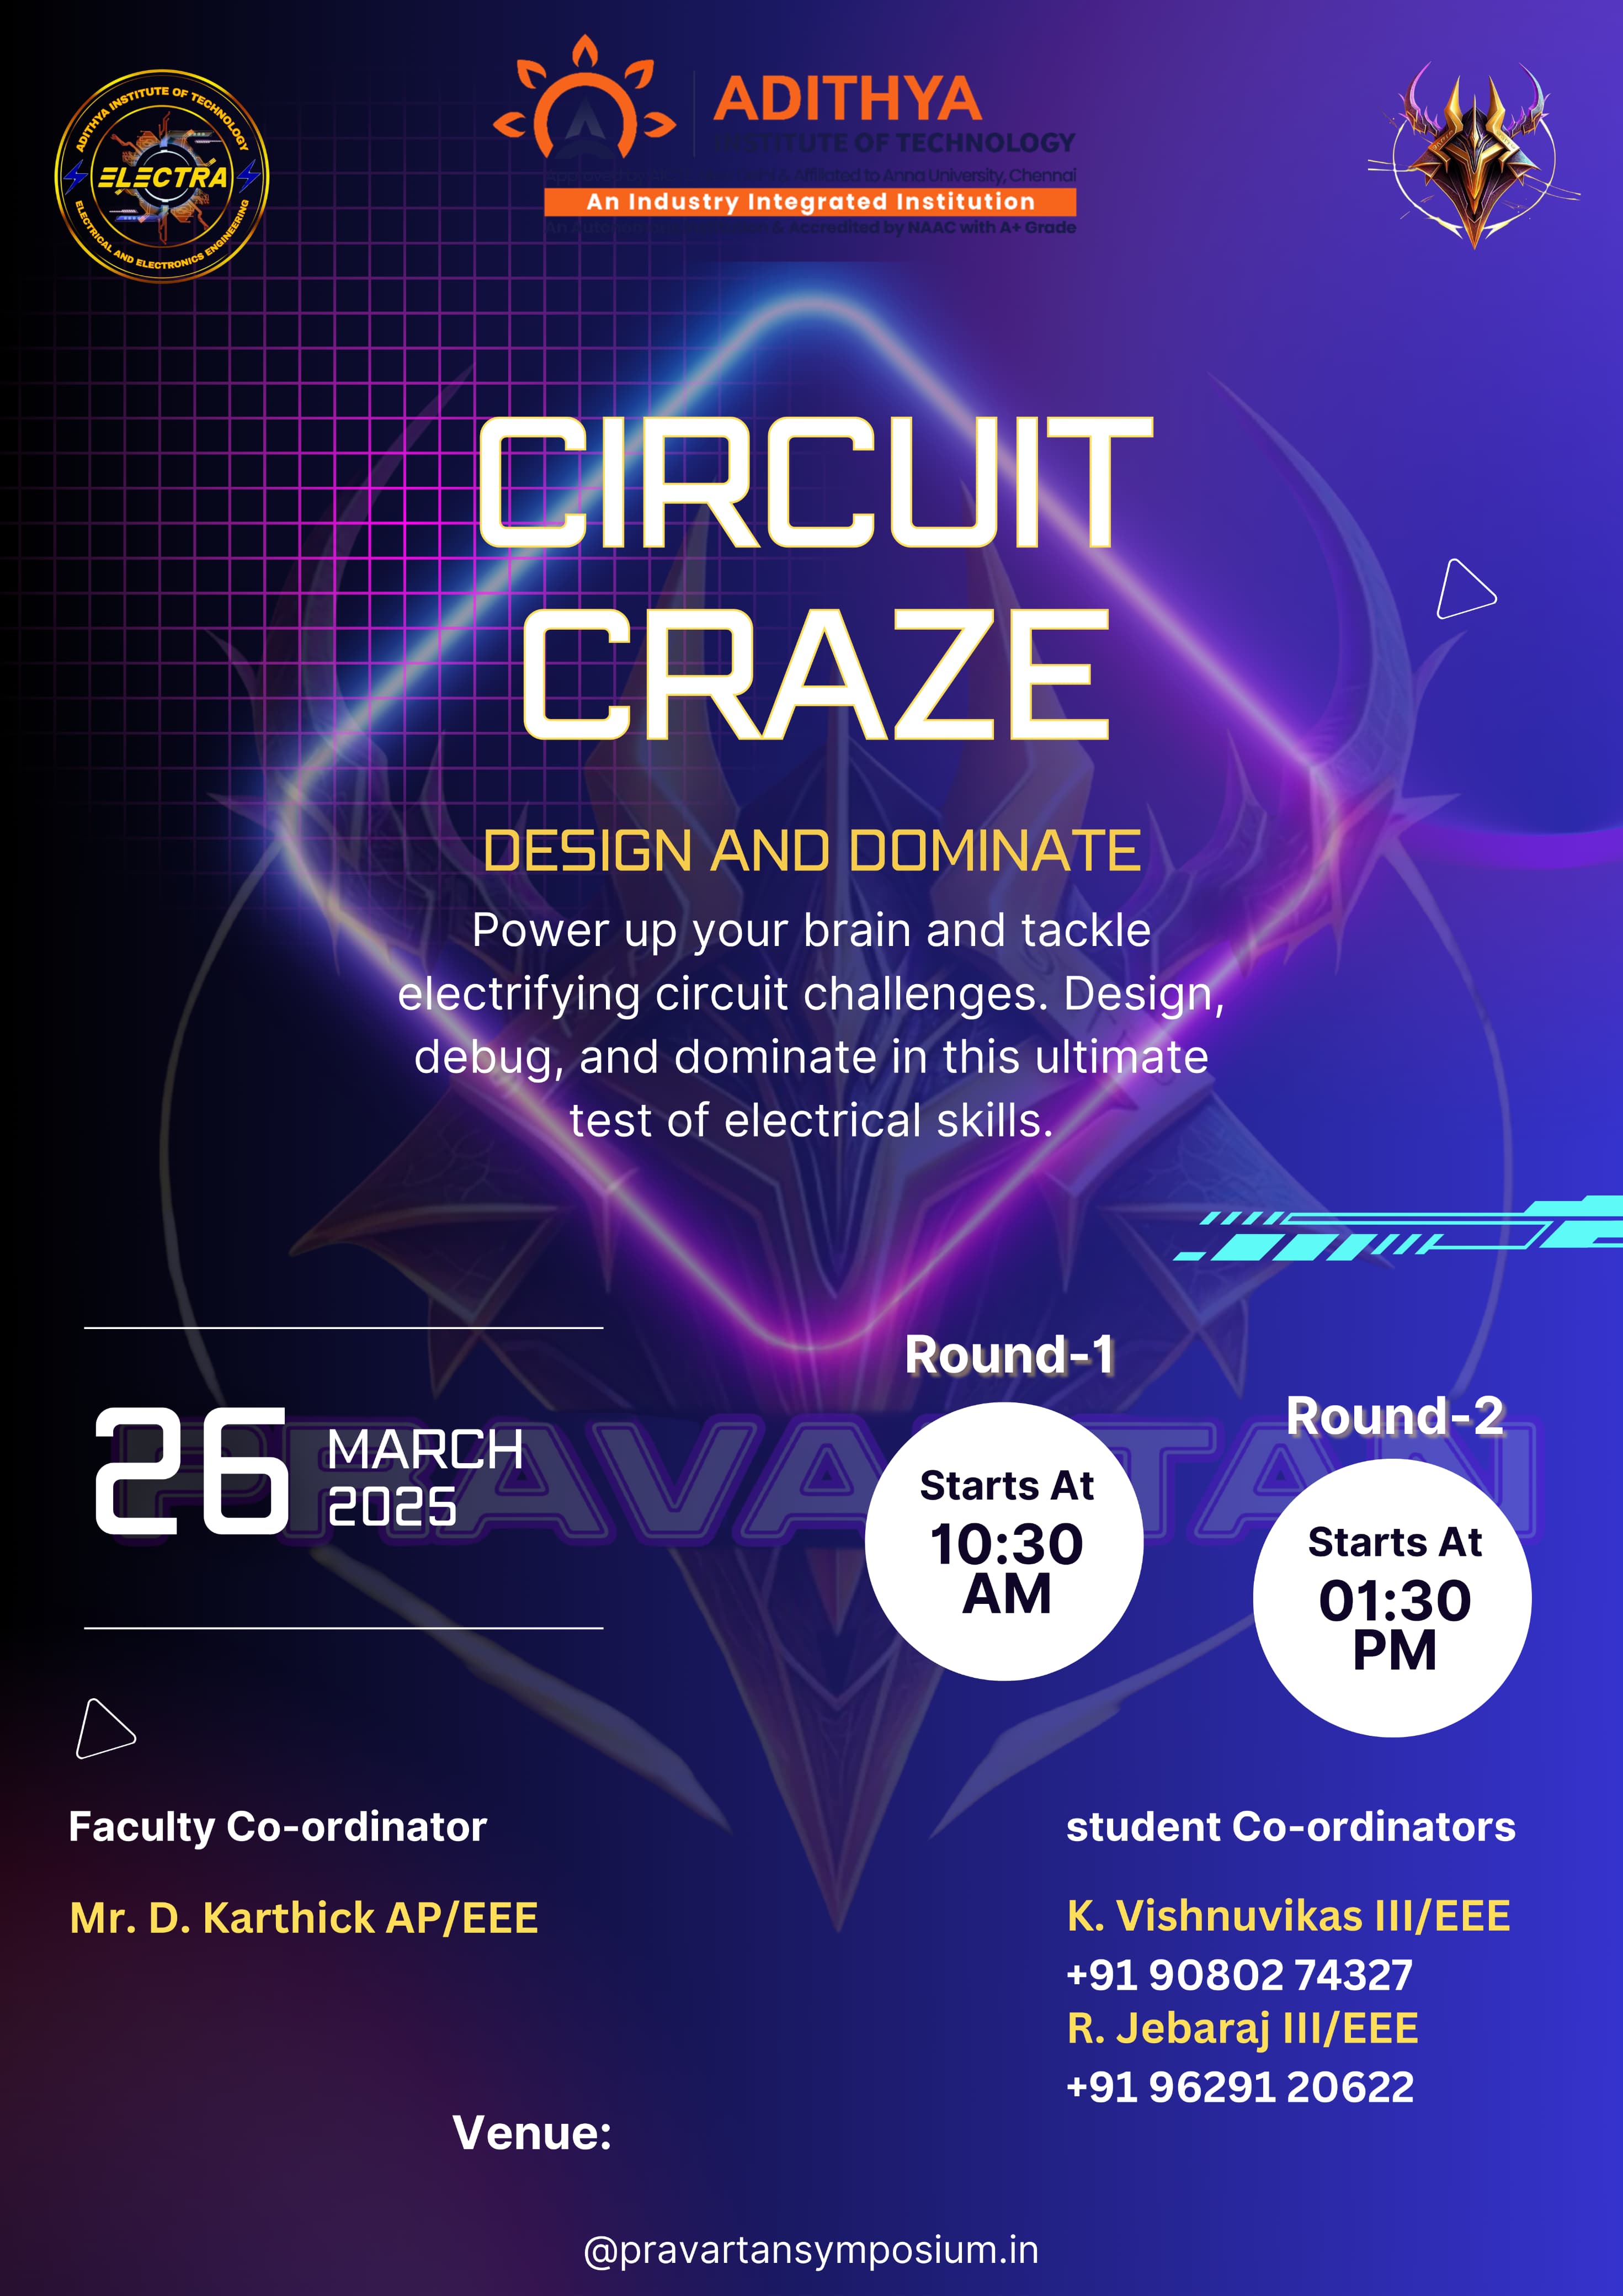 ADITHYA INSTITUTE OF TECHNOLOGY
ELECTRA
ELECTRICAL AND ELECTRONICS ENGINEERING
ADITHYA
INSTITUTE OF TECHNOLOGY
& Affiliated to Anna University, Chennai
An Industry Integrated Institution
& Accredited by NAAC with A+ Grade
CIRCUIT
CRAZE
DESIGN AND DOMINATE
Power up your brain and tackle
electrifying circuit challenges. Design,
debug, and dominate in this ultimate
test of electrical skills.
PRAVARTAN
26
MARCH
2025
Round-1
Starts At
10:30
AM
Round-2
Starts At
01:30
PM
Faculty Co-ordinator
Mr. D. Karthick AP/EEE
student Co-ordinators
K. Vishnuvikas III/EEE
+91 90802 74327
R. Jebaraj III/EEE
+91 96291 20622
Venue:
@pravartansymposium.in